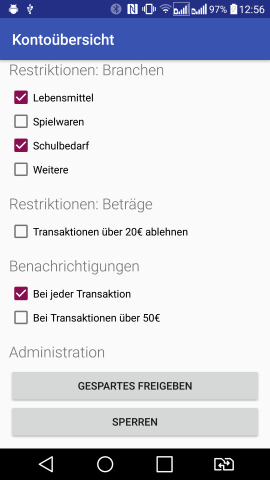 97% 12:56
Kontoübersicht
Restriktionen: Branchen
Lebensmittel
Spielwaren
Schulbedarf
Weitere
Restriktionen: Beträge
Transaktionen über 20€ ablehnen
Benachrichtigungen
Bei jeder Transaktion
Bei Transaktionen über 50€
Administration
GESPARTES FREIGEBEN
SPERREN